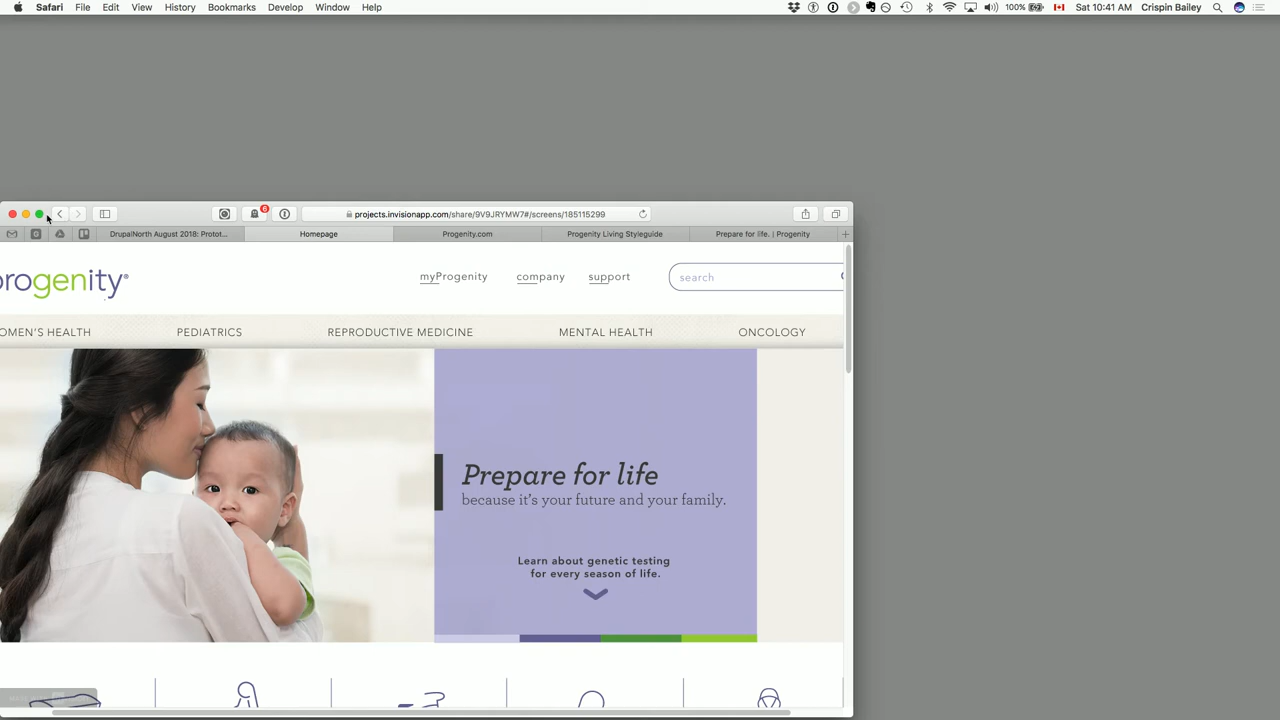 Safari File Edit View History Bookmarks Develop Window Help 100% Sat 10:41 AM Crispin Bailey
8 projects.invisionapp.com/share/9V9JRYMW7#/screens/185115299
DrupalNorth August 2018: Protot... Homepage Progenity.com Progenity Living Styleguide Prepare for life. | Progenity
progenity® myProgenity company support search
OMEN'S HEALTH PEDIATRICS REPRODUCTIVE MEDICINE MENTAL HEALTH ONCOLOGY
Prepare for life
because it's your future and your family.
Learn about genetic testing
for every season of life.